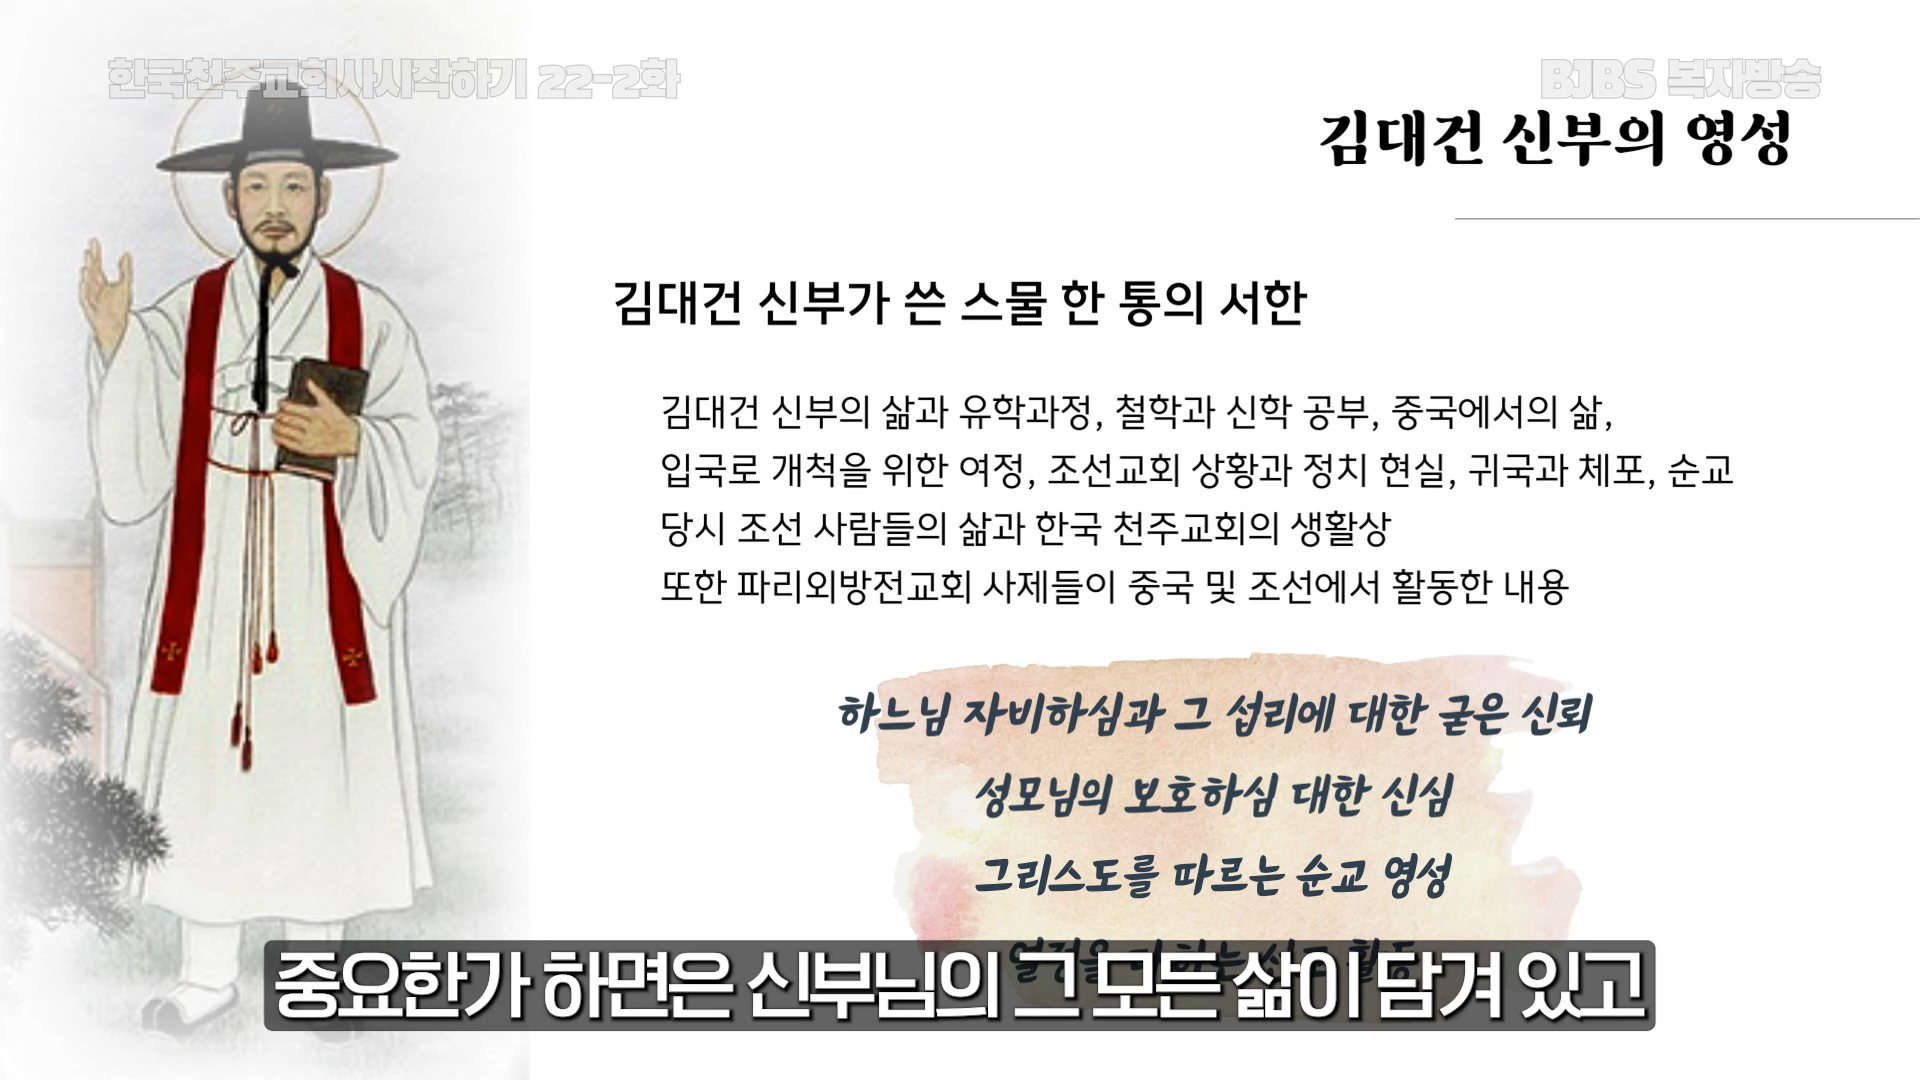 한국천주교회사시작하기 22-2화
BJBS 복자방송
김대건 신부의 영성
김대건 신부가 쓴 스물 한 통의 서한
김대건 신부의 삶과 유학과정, 철학과 신학 공부, 중국에서의 삶,
입국로 개척을 위한 여정, 조선교회 상황과 정치 현실, 귀국과 체포, 순교
당시 조선 사람들의 삶과 한국 천주교회의 생활상
또한 파리외방전교회 사제들이 중국 및 조선에서 활동한 내용
하느님 자비하심과 그 섭리에 대한 굳은 신뢰
성모님의 보호하심 대한 신심
그리스도를 따르는 순교 영성
중요한가 하면은 신부님의 그 모든 삶이 담겨 있고